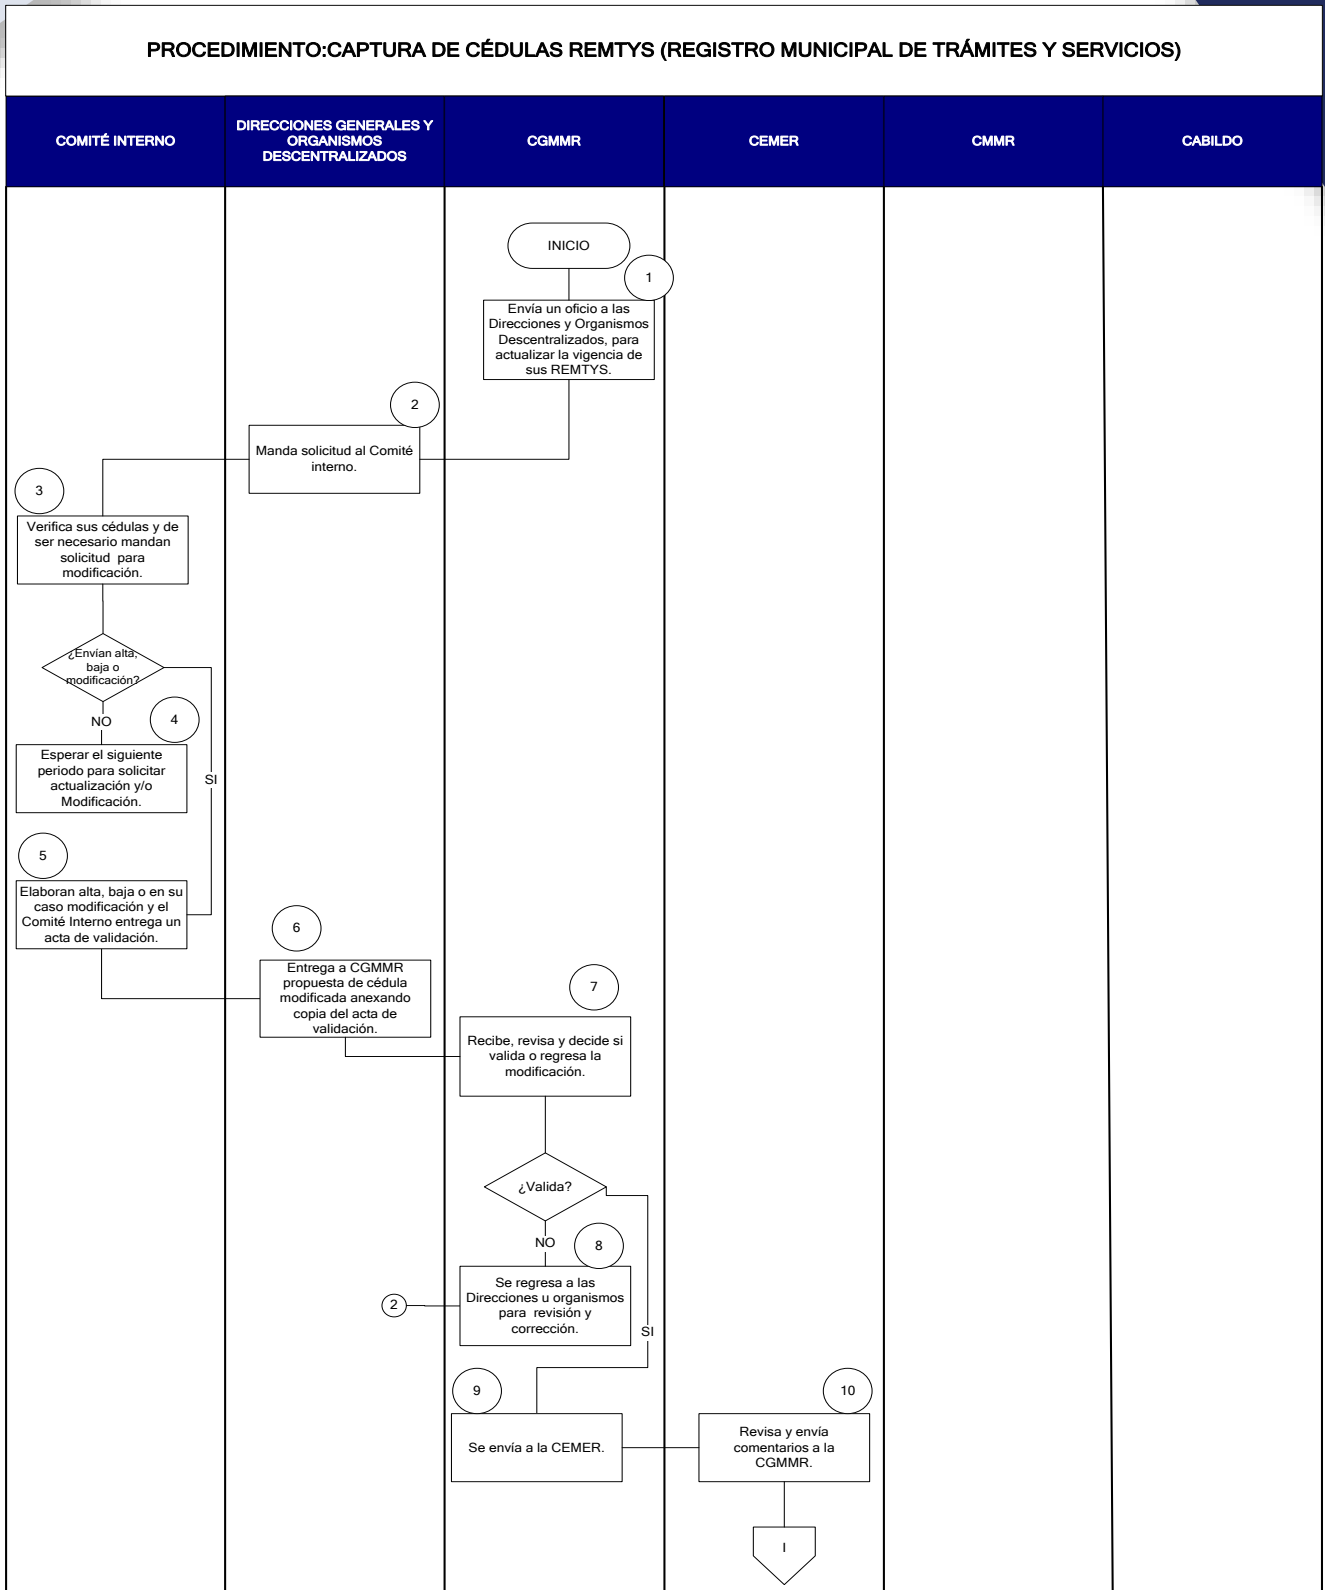 PROCEDIMIENTO:CAPTURA DE CÉDULAS REMTYS (REGISTRO MUNICIPAL DE TRÁMITES Y SERVICIOS)
COMITÉ INTERNO
DIRECCIONES GENERALES Y
ORGANISMOS
DESCENTRALIZADOS
CGMMR
CEMER
CMMR
CABILDO
INICIO
1
Envía un oficio a las
Direcciones y Organismos
Descentralizados, para
actualizar la vigencia de
sus REMTYS.
2
Manda solicitud al Comité
interno.
3
Verifica sus cédulas y de
ser necesario mandan
solicitud para
modificación.
¿Envían alta,
baja o
modificación?
NO
4
Esperar el siguiente
periodo para solicitar
actualización y/o
Modificación.
SI
5
Elaboran alta, baja o en su
caso modificación y el
Comité Interno entrega un
acta de validación.
6
Entrega a CGMMR
propuesta de cédula
modificada anexando
copia del acta de
validación.
7
Recibe, revisa y decide si
valida o regresa la
modificación.
¿Valida?
NO
8
Se regresa a las
Direcciones u organismos
para revisión y
corrección.
2
SI
9
Se envía a la CEMER.
10
Revisa y envía
comentarios a la
CGMMR.
I